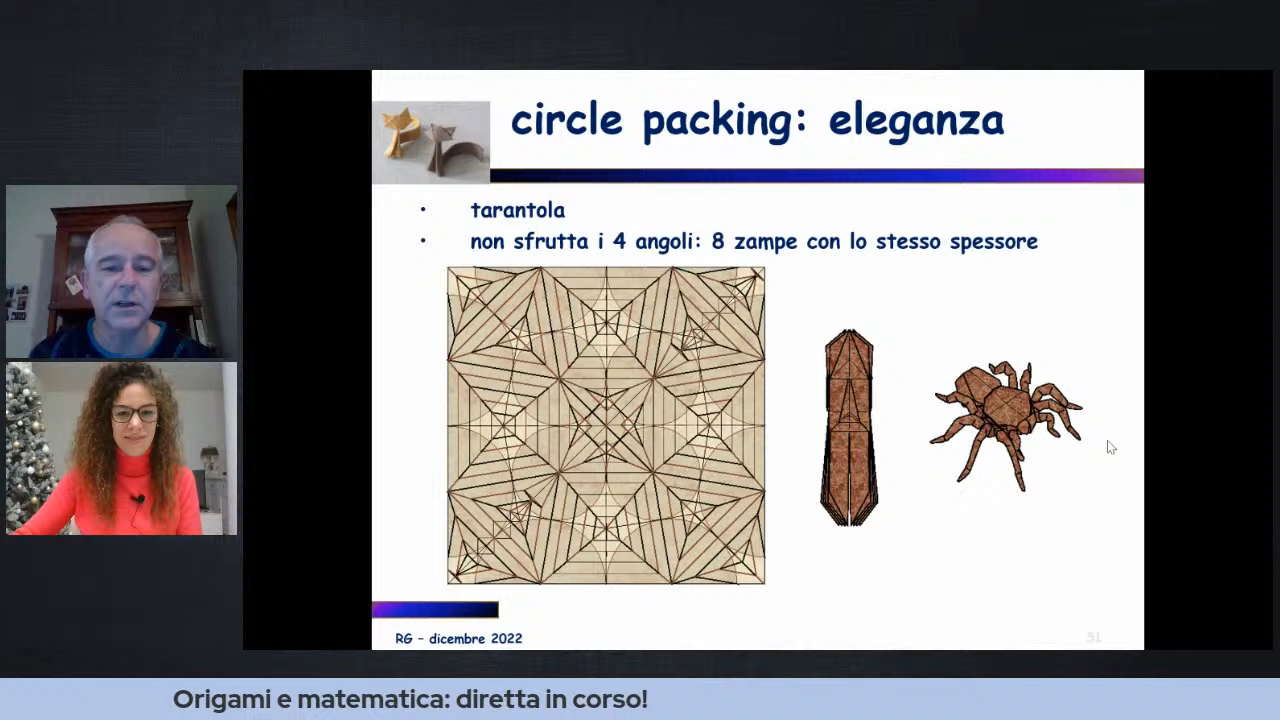 circle packing: eleganza
• tarantola
• non sfrutta i 4 angoli: 8 zampe con lo stesso spessore
RG – dicembre 2022
51
Origami e matematica: diretta in corso!